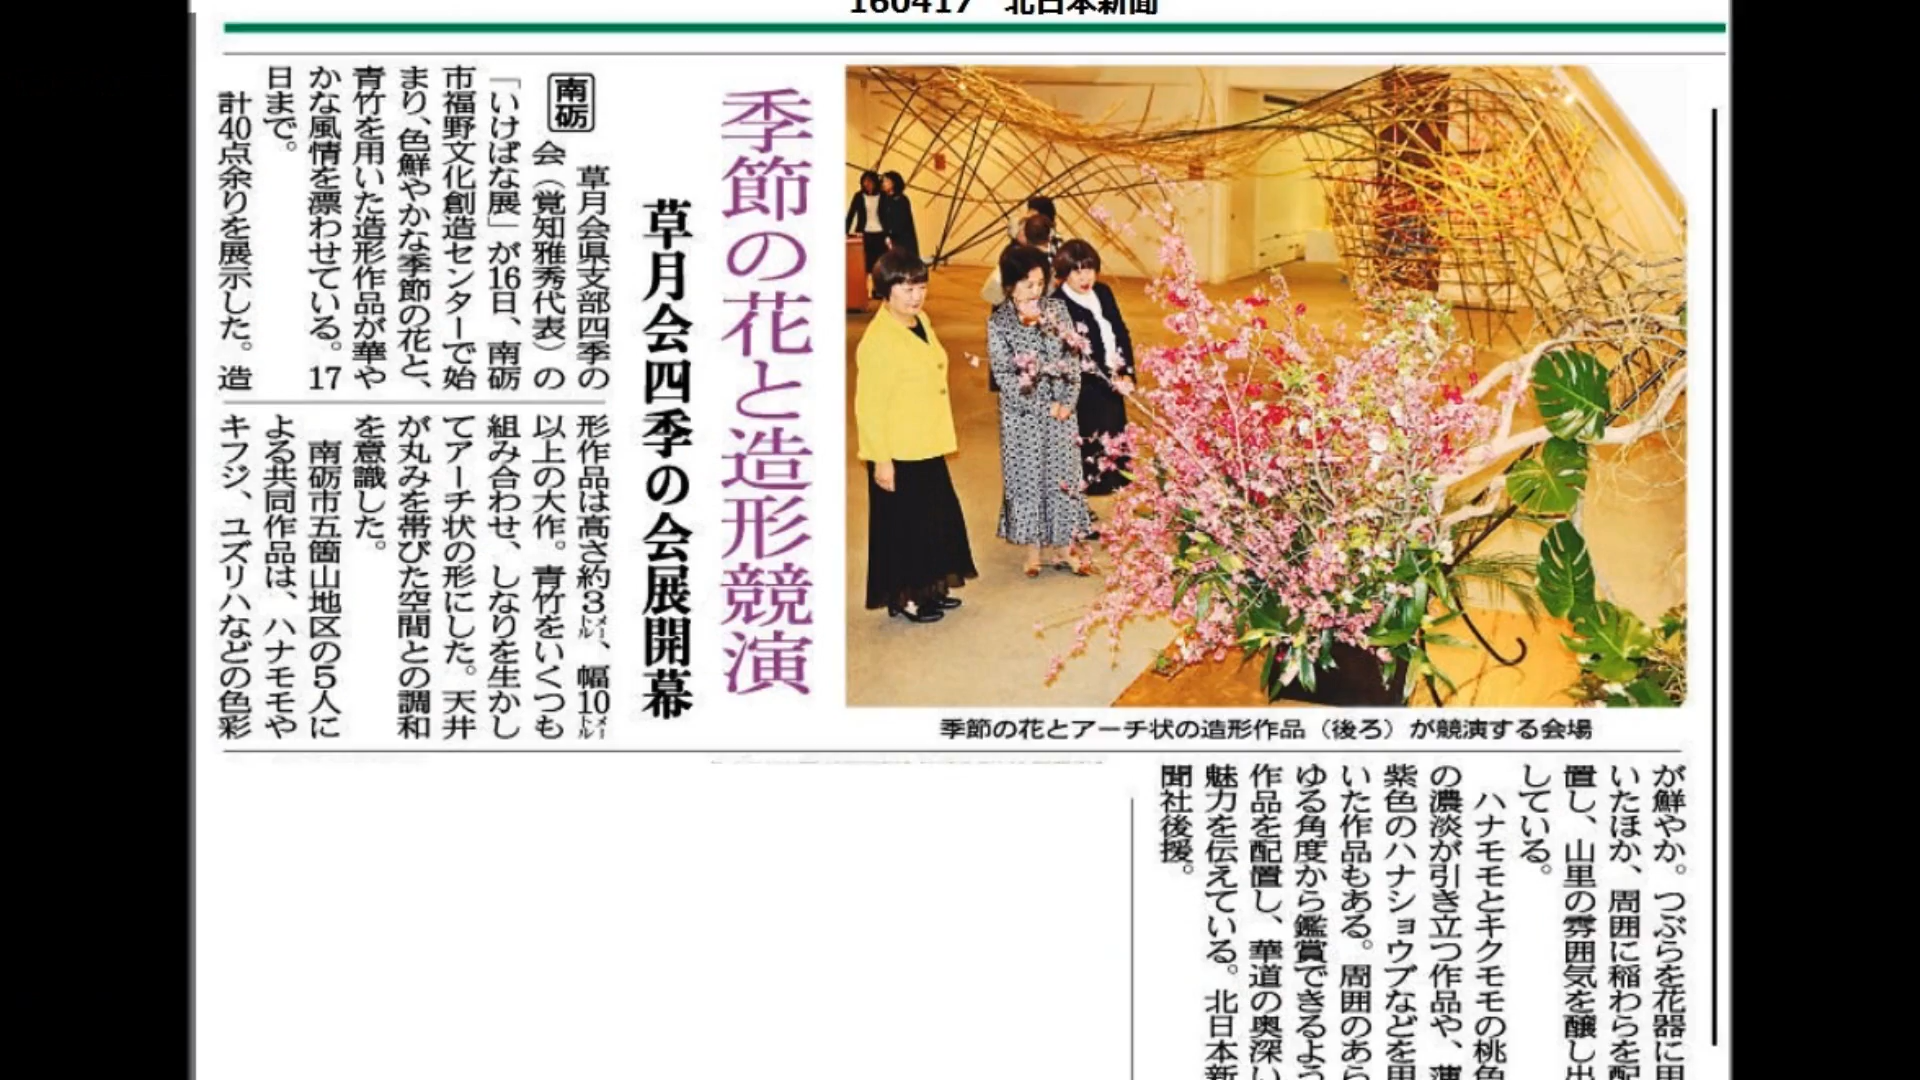 160417 北日本新聞
季節の花と造形競演
草月会四季の会展開幕
南砺
草月会県支部四季の
会（覚知雅秀代表）の
「いけばな展」が16日、南砺
市福野文化創造センターで始
まり、色鮮やかな季節の花と、
青竹を用いた造形作品が華や
かな風情を漂わせている。17
日まで。
計40点余りを展示した。造
形作品は高さ約3メートル、幅10メートル
以上の大作。青竹をいくつも
組み合わせ、しなりを生かし
てアーチ状の形にした。天井
が丸みを帯びた空間との調和
を意識した。
南砺市五箇山地区の5人に
よる共同作品は、ハナモモや
キフジ、ユズリハなどの色彩
季節の花とアーチ状の造形作品（後ろ）が競演する会場
が鮮やか。つぶらを花器に用
いたほか、周囲に稲わらを配
置し、山里の雰囲気を醸し出
している。
ハナモモとキクモモの桃色
の濃淡が引き立つ作品や、薄
紫色のハナショウブなどを用
いた作品もある。周囲のあら
ゆる角度から鑑賞できるよう
作品を配置し、華道の奥深い
魅力を伝えている。北日本新
聞社後援。